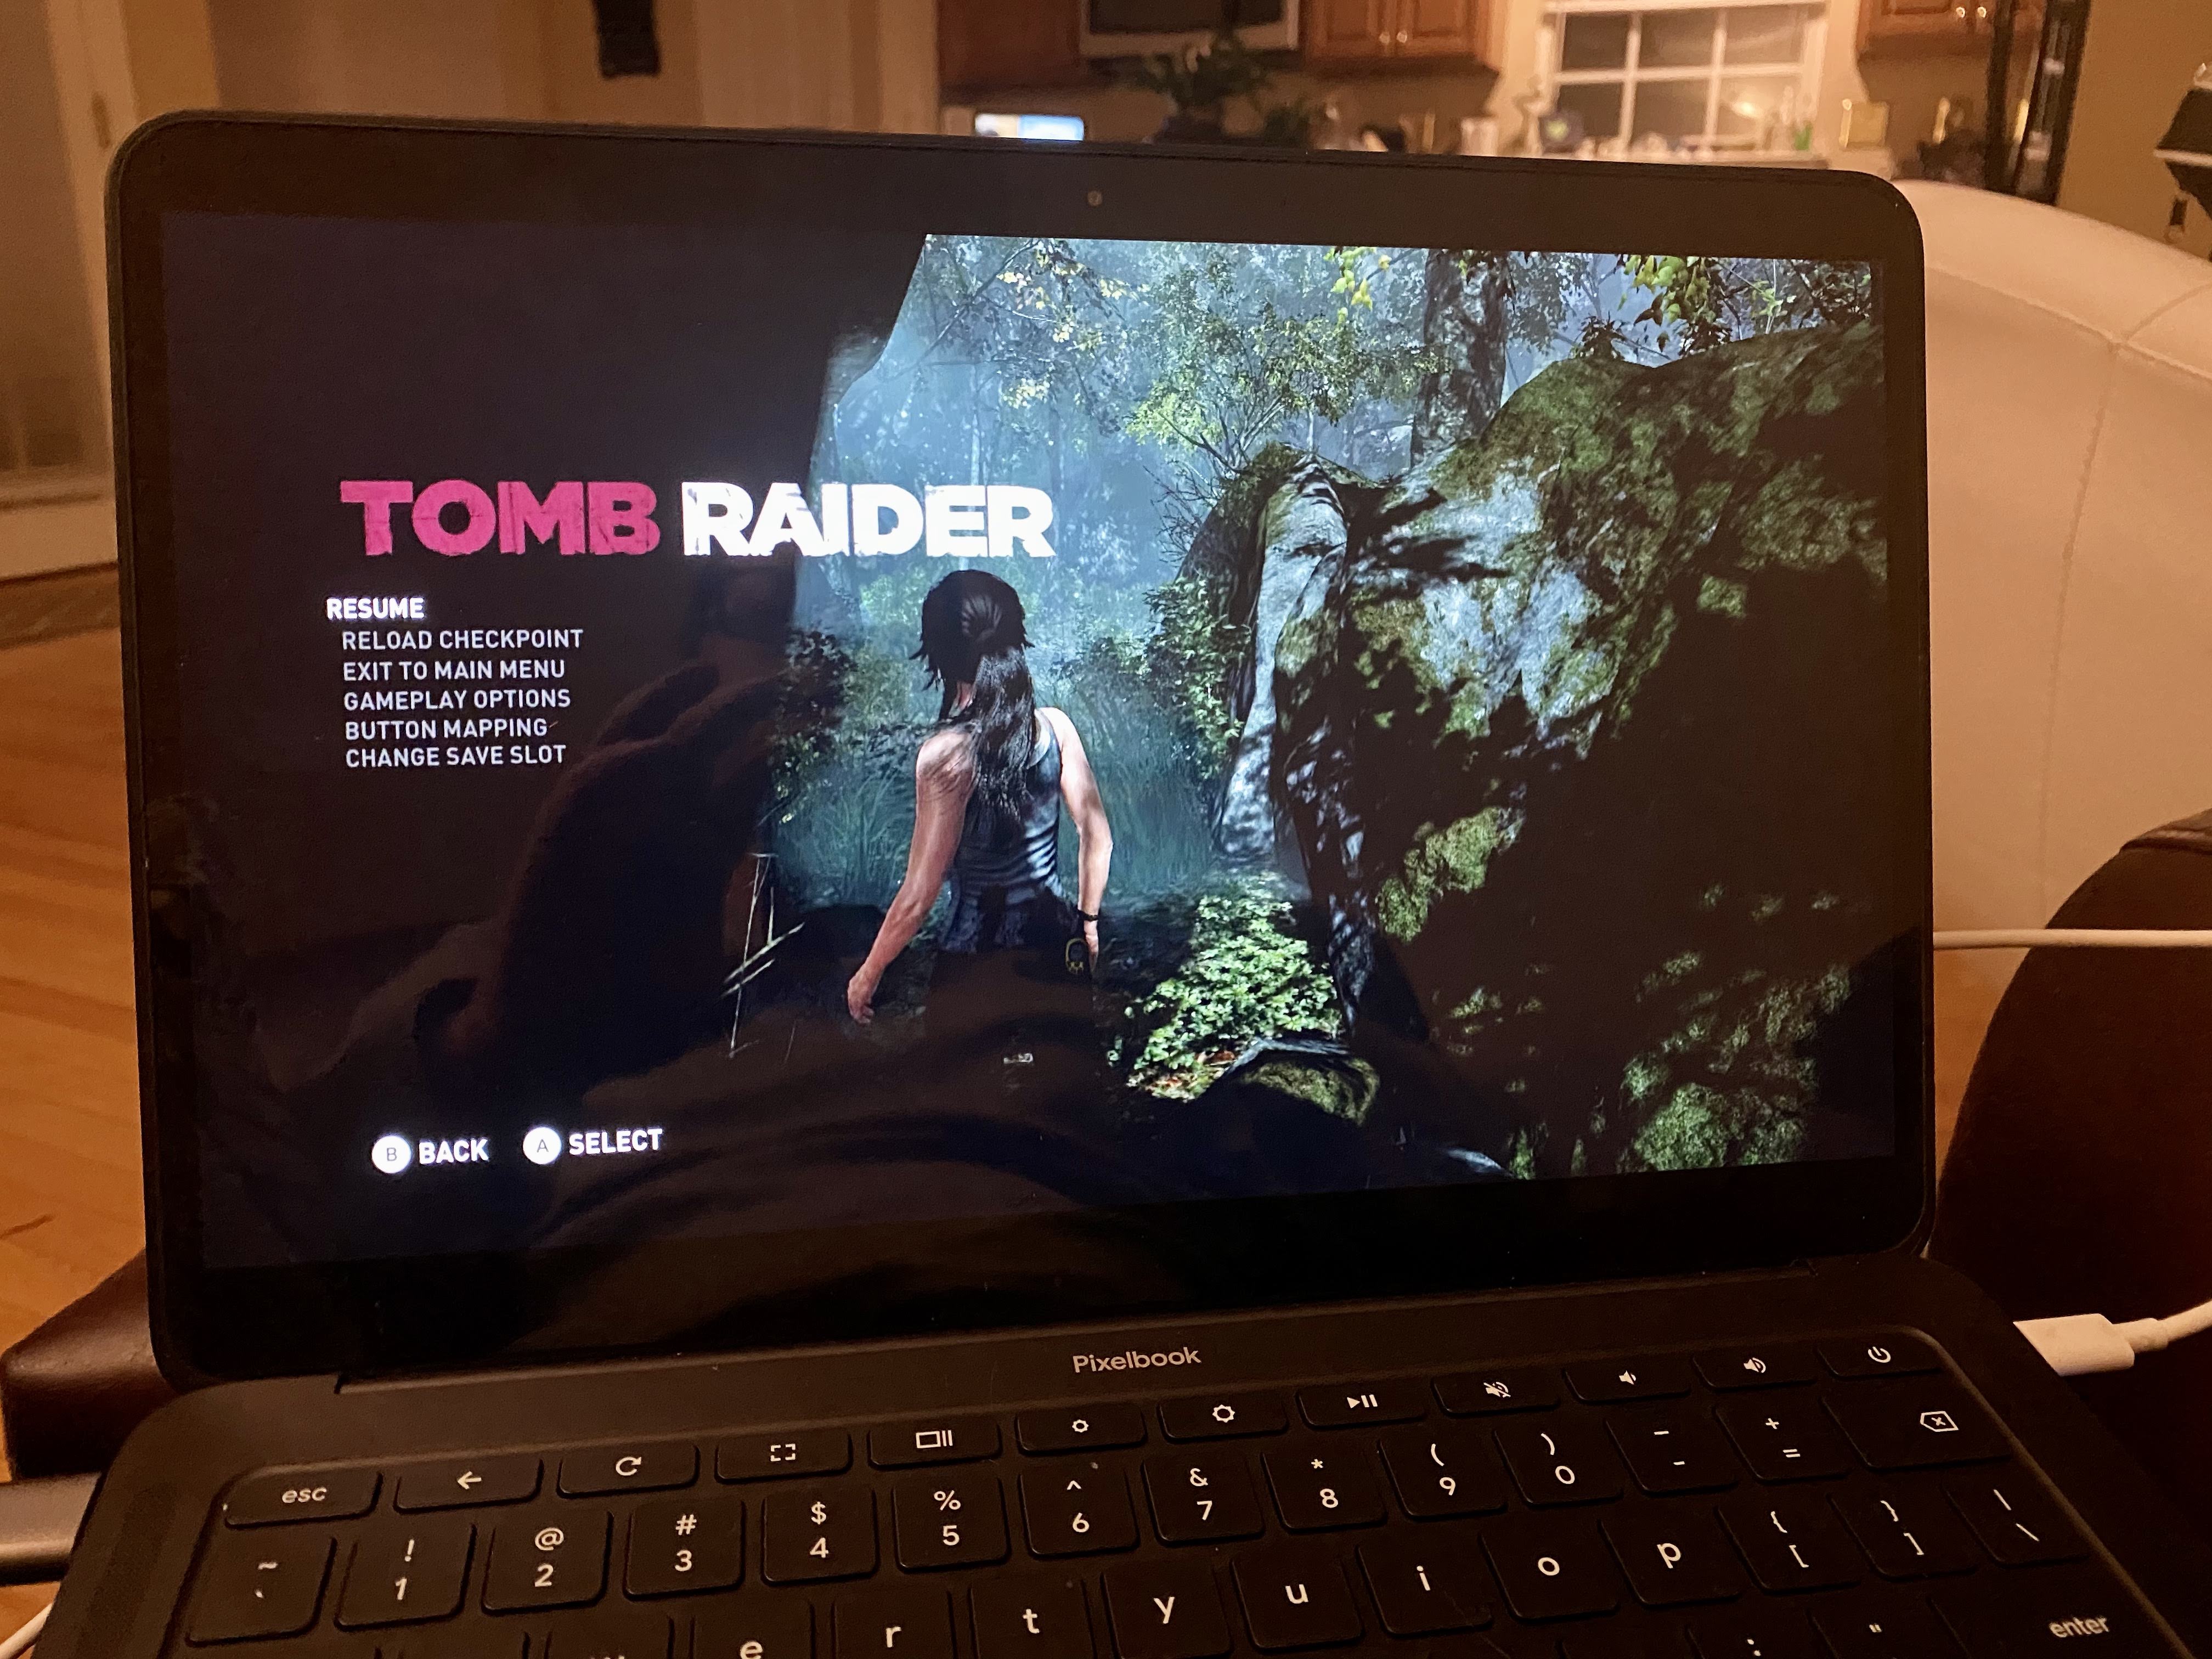 TOMB RAIDER
RESUME
RELOAD CHECKPOINT
EXIT TO MAIN MENU
GAMEPLAY OPTIONS
BUTTON MAPPING
CHANGE SAVE SLOT
B BACK A SELECT
Pixelbook
esc
~ ! @ # $ % ^ & * ( ) _ +
` 1 2 3 4 5 6 7 8 9 0 - =
e r t y u i o p { [ } ] | \
: " enter